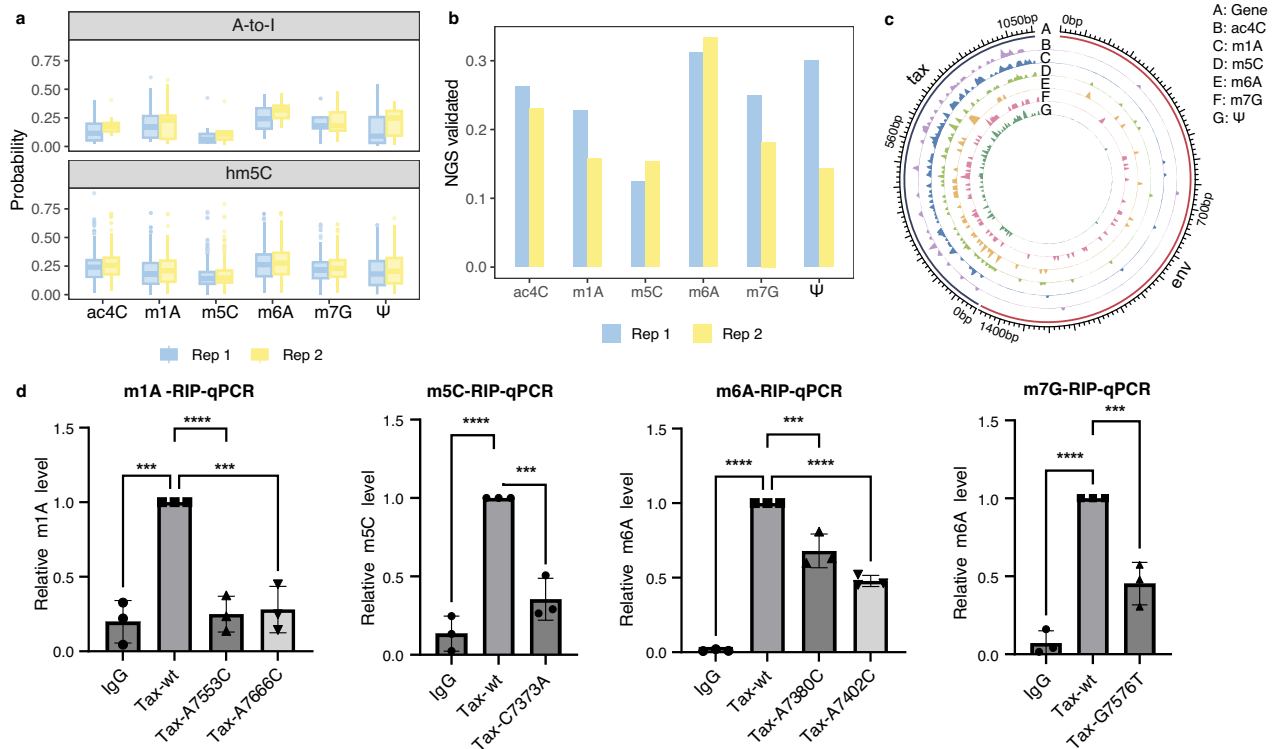 a
A-to-I
0.75
0.50
0.25
0.00
hm5C
0.75
0.50
0.25
0.00
Probability
ac4C m1A m5C m6A m7G Ψ
Rep 1 Rep 2
b
NGS validated
0.3
0.2
0.1
0.0
ac4C m1A m5C m6A m7G Ψ
Rep 1 Rep 2
c
1050bp A 0bp
B
C
D
E
F
G
tax
560bp
700bp
env
0bp 1400bp
A: Gene
B: ac4C
C: m1A
D: m5C
E: m6A
F: m7G
G: Ψ
d
m1A -RIP-qPCR
Relative m1A level
1.5
1.0
0.5
0.0
****
*** ***
IgG
Tax-wt
Tax-A7553C
Tax-A7666C
m5C-RIP-qPCR
Relative m5C level
1.5
1.0
0.5
0.0
****
***
IgG
Tax-wt
Tax-C7373A
m6A-RIP-qPCR
Relative m6A level
1.5
1.0
0.5
0.0
***
**** ****
IgG
Tax-wt
Tax-A7380C
Tax-A7402C
m7G-RIP-qPCR
Relative m6A level
1.5
1.0
0.5
0.0
***
****
IgG
Tax-wt
Tax-G7576T